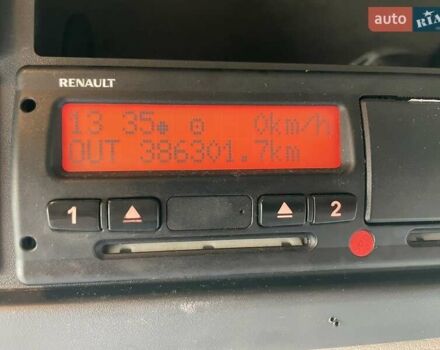 auto RIA
RENAULT
13 35 0km/h
OUT 386301.7km
1 2